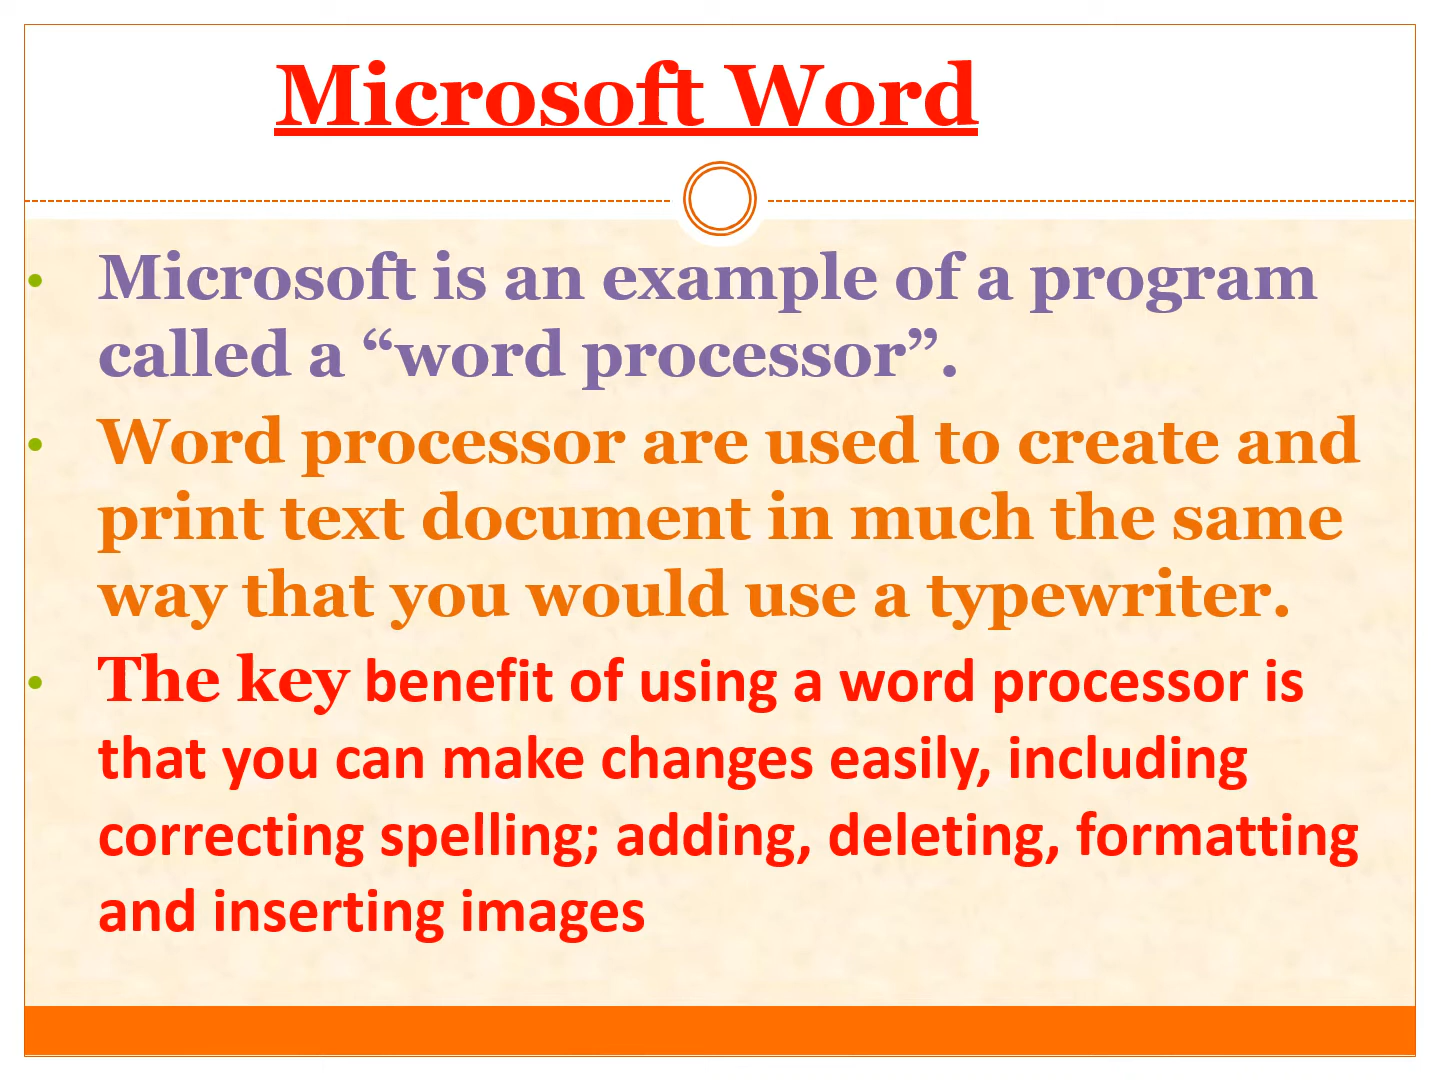 Microsoft Word
• Microsoft is an example of a program
called a “word processor”.
• Word processor are used to create and
print text document in much the same
way that you would use a typewriter.
• The key benefit of using a word processor is
that you can make changes easily, including
correcting spelling; adding, deleting, formatting
and inserting images